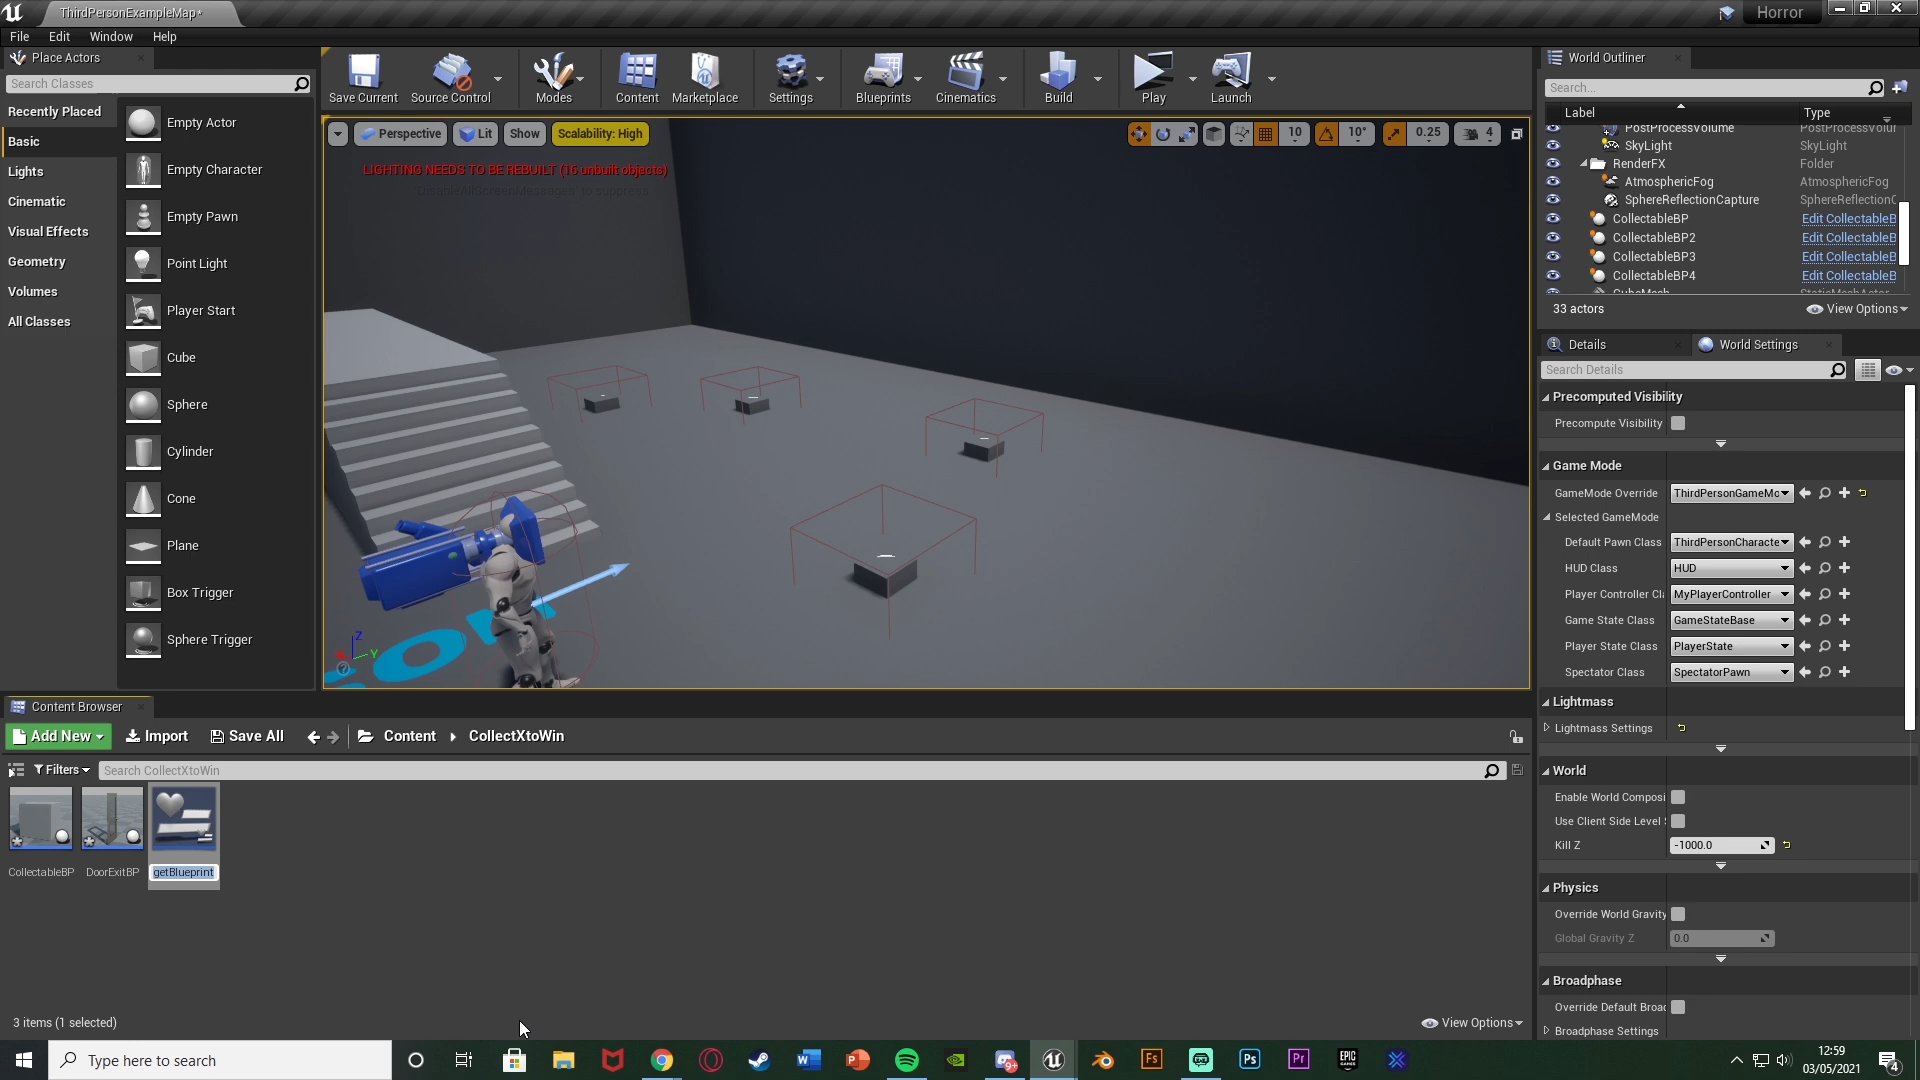 ThirdPersonExampleMap*
Horror
File Edit Window Help
Place Actors
Search Classes
Recently Placed
Basic
Lights
Cinematic
Visual Effects
Geometry
Volumes
All Classes
Empty Actor
Empty Character
Empty Pawn
Point Light
Player Start
Cube
Sphere
Cylinder
Cone
Plane
Box Trigger
Sphere Trigger
Save Current Source Control Modes Content Marketplace Settings Blueprints Cinematics Build Play Launch
Perspective Lit Show Scalability: High 10 10° 0.25 4
LIGHTING NEEDS TO BE REBUILT (16 unbuilt objects)
'DisableAllScreenMessages' to suppress
Z
Y
World Outliner
Search...
Label Type
PostProcessVolume PostProcessVolur
SkyLight SkyLight
RenderFX Folder
AtmosphericFog AtmosphericFog
SphereReflectionCapture SphereReflectionC
CollectableBP Edit CollectableB
CollectableBP2 Edit CollectableB
CollectableBP3 Edit CollectableB
CollectableBP4 Edit CollectableB
CubeMesh StaticMeshActor
33 actors View Options
Details World Settings
Search Details
Precomputed Visibility
Precompute Visibility
Game Mode
GameMode Override ThirdPersonGameMo
Selected GameMode
Default Pawn Class ThirdPersonCharacte
HUD Class HUD
Player Controller Cl MyPlayerController
Game State Class GameStateBase
Player State Class PlayerState
Spectator Class SpectatorPawn
Lightmass
Lightmass Settings
World
Enable World Composi
Use Client Side Level
Kill Z -1000.0
Physics
Override World Gravity
Global Gravity Z 0.0
Broadphase
Override Default Broad
Broadphase Settings
Content Browser
Add New Import Save All Content CollectXtoWin
Filters Search CollectXtoWin
CollectableBP DoorExitBP getBlueprint
3 items (1 selected) View Options
Type here to search
12:59
03/05/2021
9+
4